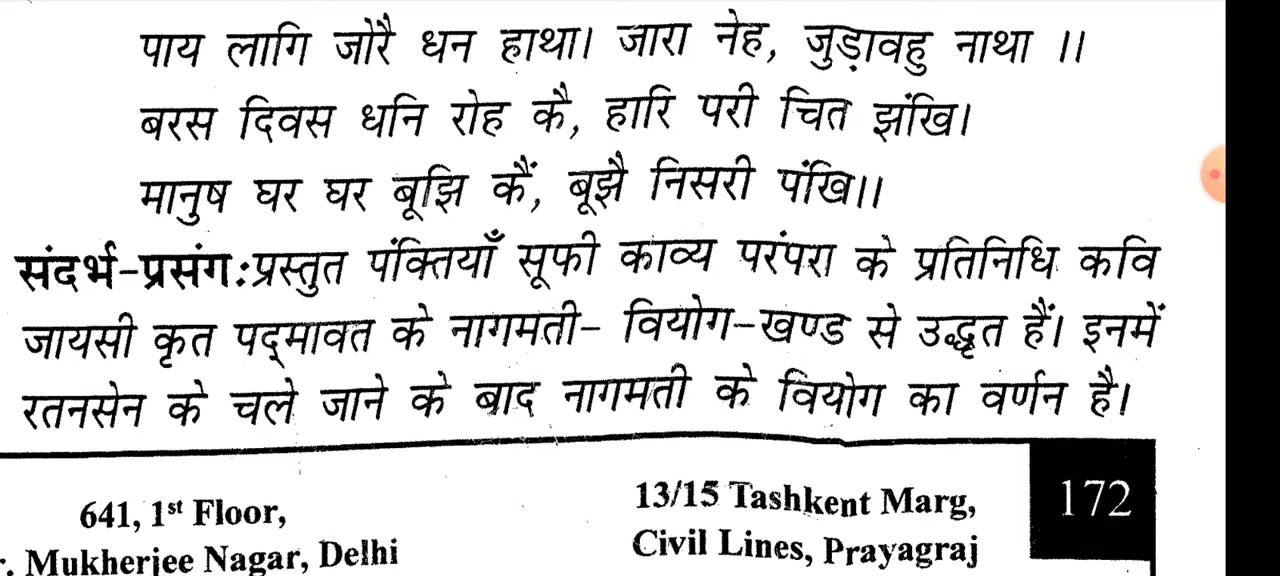 पाय लागि जोरै धन हाथा। जारा नेह, जुड़ावहु नाथा ।।
बरस दिवस धनि रोह कै, हारि परी चित झंखि।
मानुष घर घर बूझि कैं, बूझै निसरी पंखि।।
संदर्भ-प्रसंग:प्रस्तुत पंक्तियाँ सूफी काव्य परंपरा के प्रतिनिधि कवि
जायसी कृत पद्मावत के नागमती- वियोग-खण्ड से उद्धृत हैं। इनमें
रतनसेन के चले जाने के बाद नागमती के वियोग का वर्णन है।
641, 1st Floor,
Mukherjee Nagar, Delhi
13/15 Tashkent Marg,
Civil Lines, Prayagraj
172